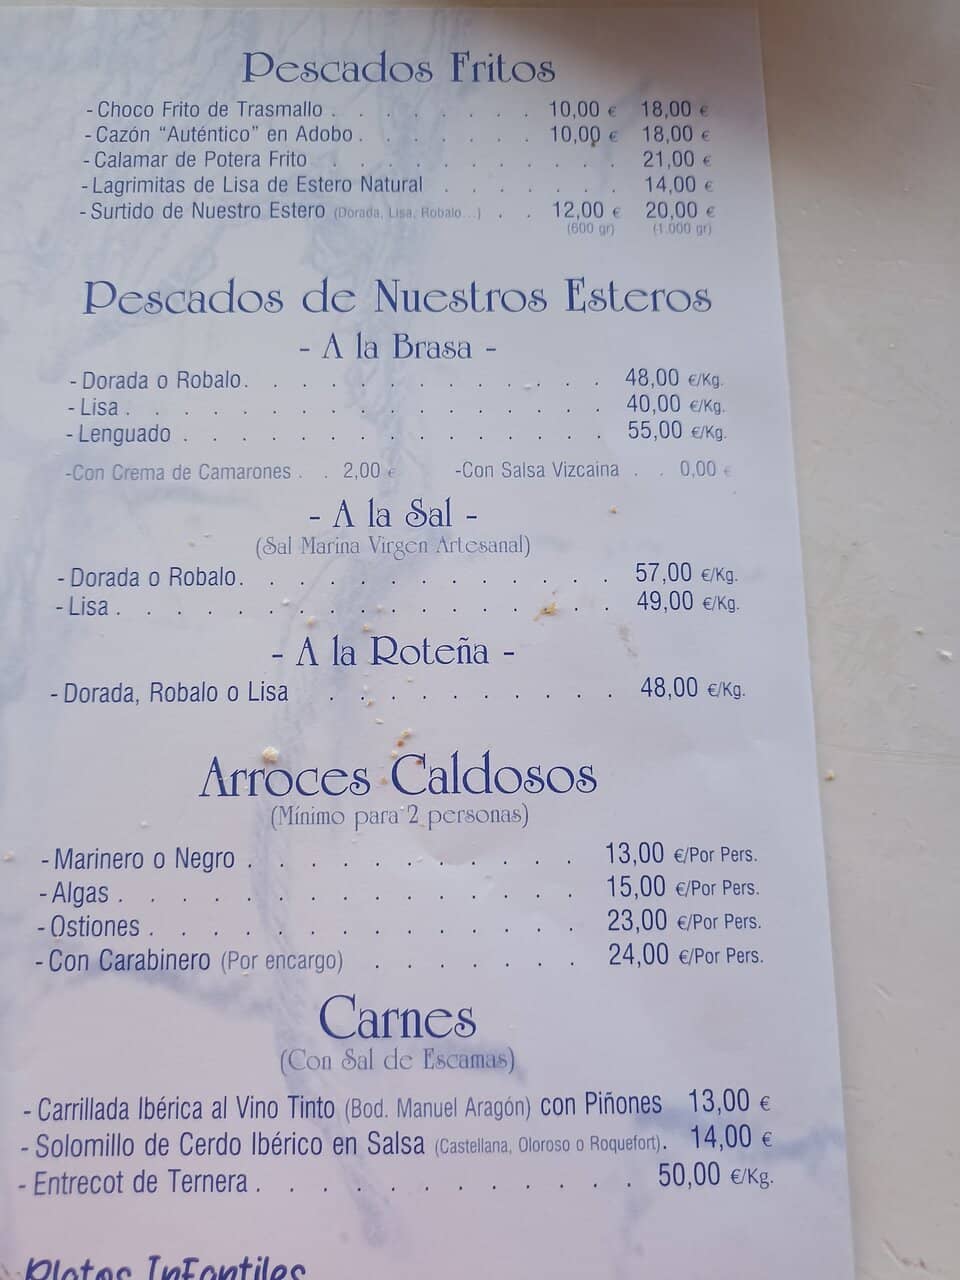 Pescados Fritos
- Choco Frito de Trasmallo . . . . . . . . 10,00 € 18,00 €
- Cazón "Auténtico" en Adobo . . . . . . . 10,00 € 18,00 €
- Calamar de Potera Frito . . . . . . . . . . 21,00 €
- Lagrimitas de Lisa de Estero Natural . . . . . . . 14,00 €
- Surtido de Nuestro Estero (Dorada, Lisa, Robalo...) . . 12,00 € 20,00 €
(600 gr) (1.000 gr)
Pescados de Nuestros Esteros
- A la Brasa -
- Dorada o Robalo. . . . . . . . . . . . . 48,00 €/Kg.
- Lisa . . . . . . . . . . . . . . . . . 40,00 €/Kg.
- Lenguado . . . . . . . . . . . . . . . 55,00 €/Kg.
-Con Crema de Camarones . . 2,00 € -Con Salsa Vizcaina . . 0,00 €
- A la Sal -
(Sal Marina Virgen Artesanal)
- Dorada o Robalo. . . . . . . . . . . . . 57,00 €/Kg.
- Lisa . . . . . . . . . . . . . . . . . 49,00 €/Kg.
- A la Roteña -
- Dorada, Robalo o Lisa . . . . . . . . . . 48,00 €/Kg.
Arroces Caldosos
(Mínimo para 2 personas)
- Marinero o Negro . . . . . . . . . . . 13,00 €/Por Pers.
- Algas . . . . . . . . . . . . . . . 15,00 €/Por Pers.
- Ostiones . . . . . . . . . . . . . . 23,00 €/Por Pers.
- Con Carabinero (Por encargo) . . . . . . . 24,00 €/Por Pers.
Carnes
(Con Sal de Escamas)
- Carrillada Ibérica al Vino Tinto (Bod. Manuel Aragón) con Piñones 13,00 €
- Solomillo de Cerdo Ibérico en Salsa (Castellana, Oloroso o Roquefort). 14,00 €
- Entrecot de Ternera . . . . . . . . . . . . 50,00 €/Kg.
Platos InFantiles